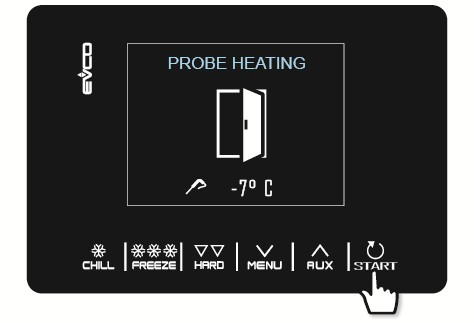 EVCO
PROBE HEATING
-7° C
CHILL FREEZE HARD MENU AUX START